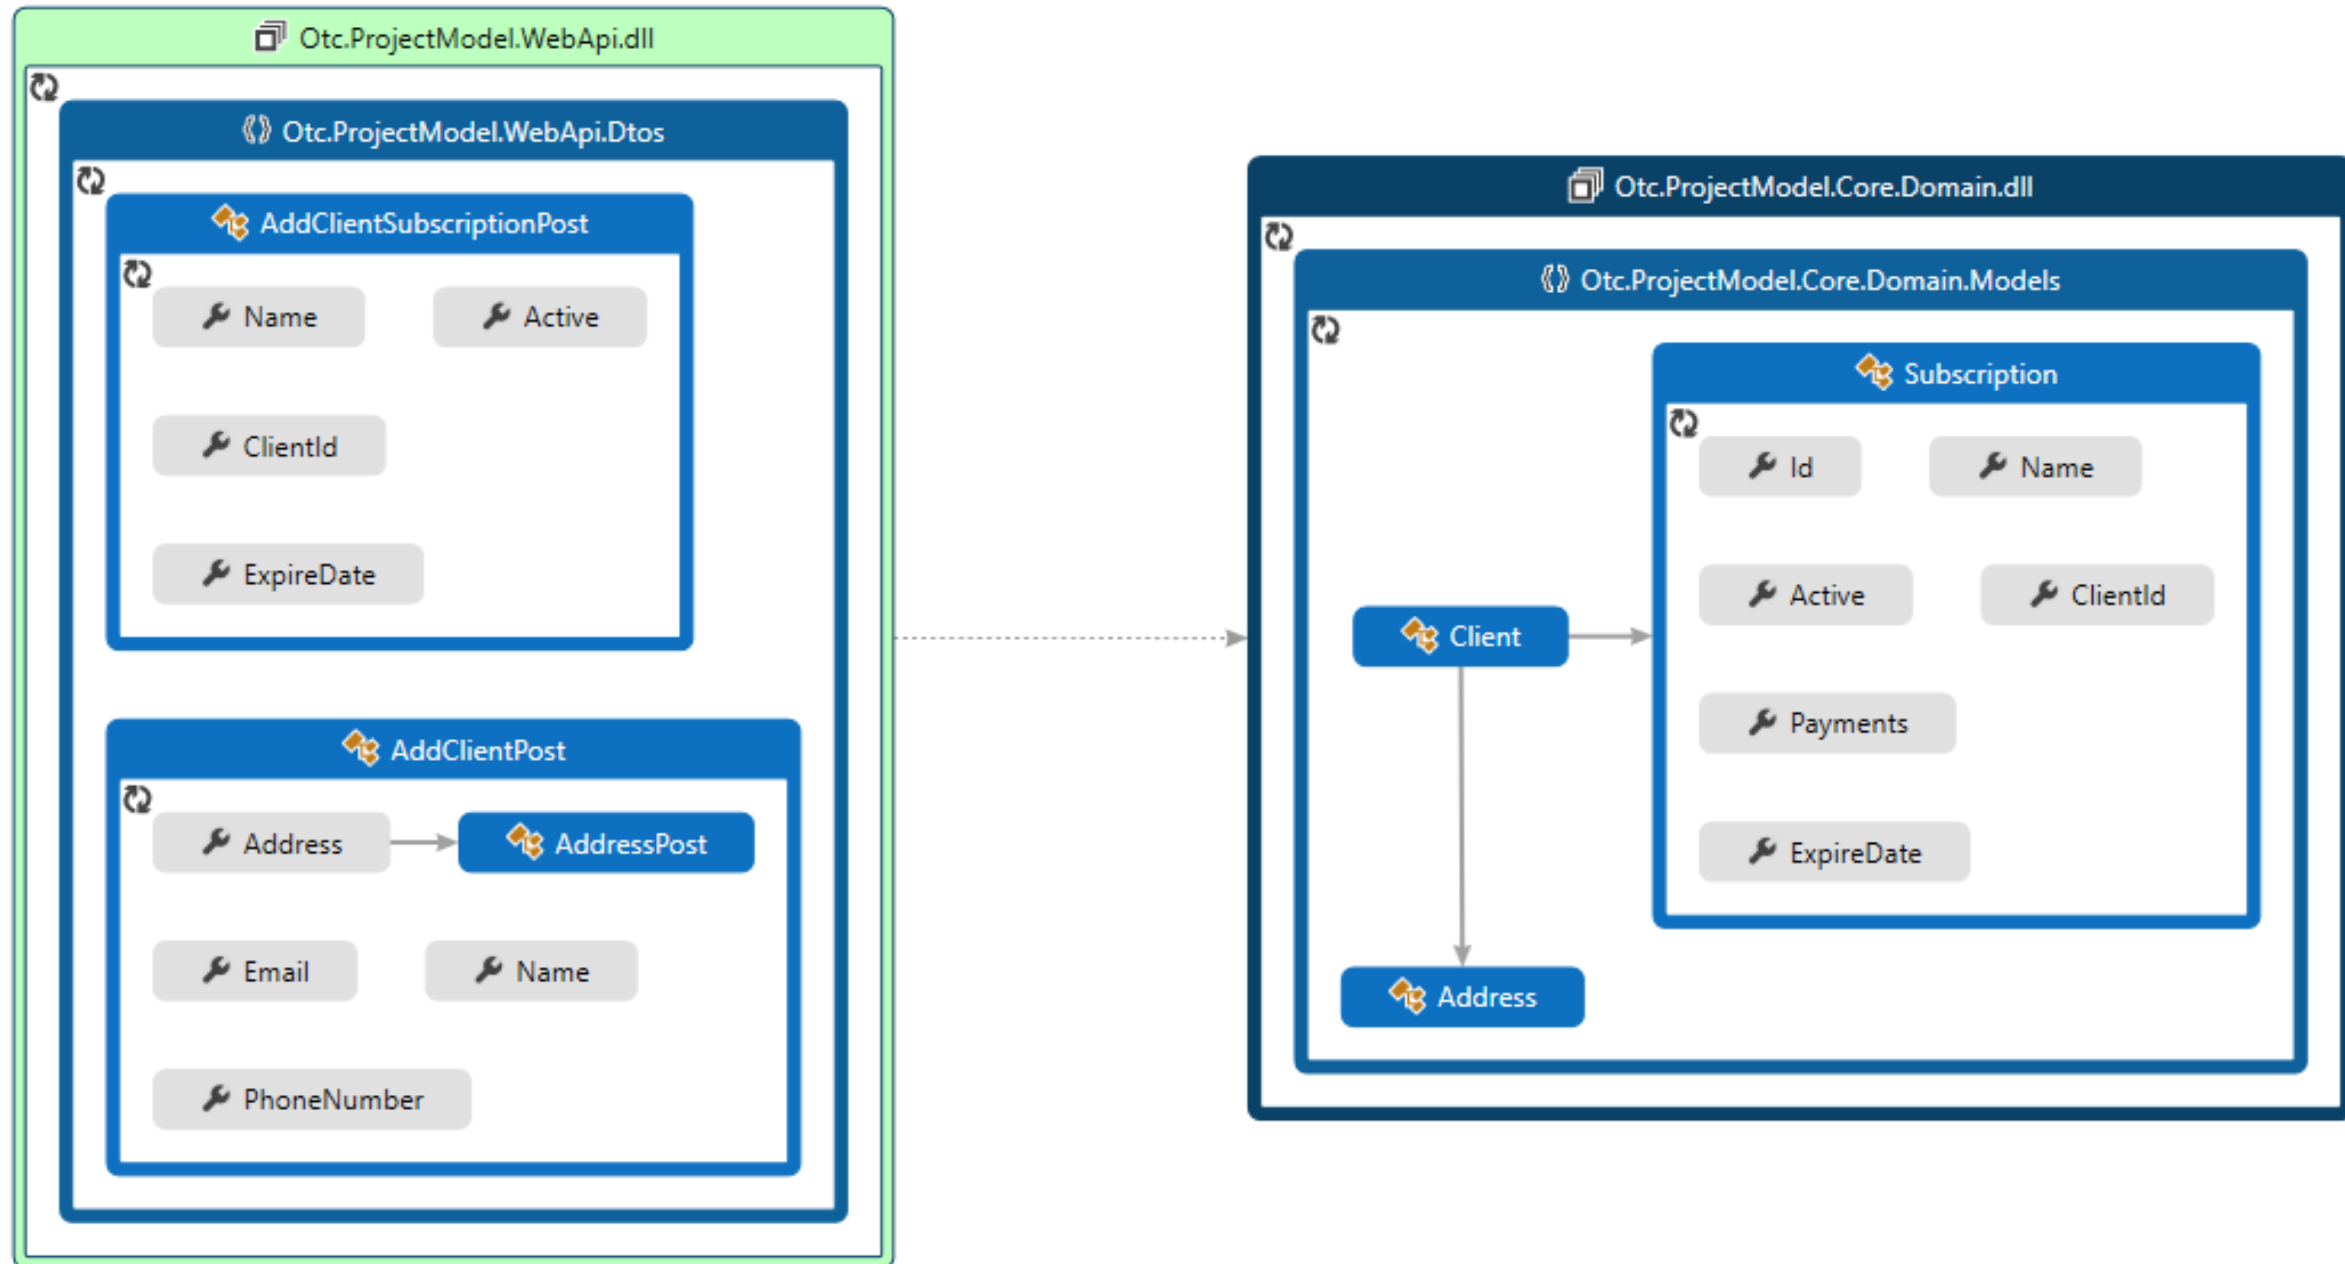 Otc.ProjectModel.WebApi.dll
Otc.ProjectModel.WebApi.Dtos
AddClientSubscriptionPost
Name
Active
ClientId
ExpireDate
AddClientPost
Address
AddressPost
Email
Name
PhoneNumber
Otc.ProjectModel.Core.Domain.dll
Otc.ProjectModel.Core.Domain.Models
Subscription
Id
Name
Active
ClientId
Payments
ExpireDate
Client
Address